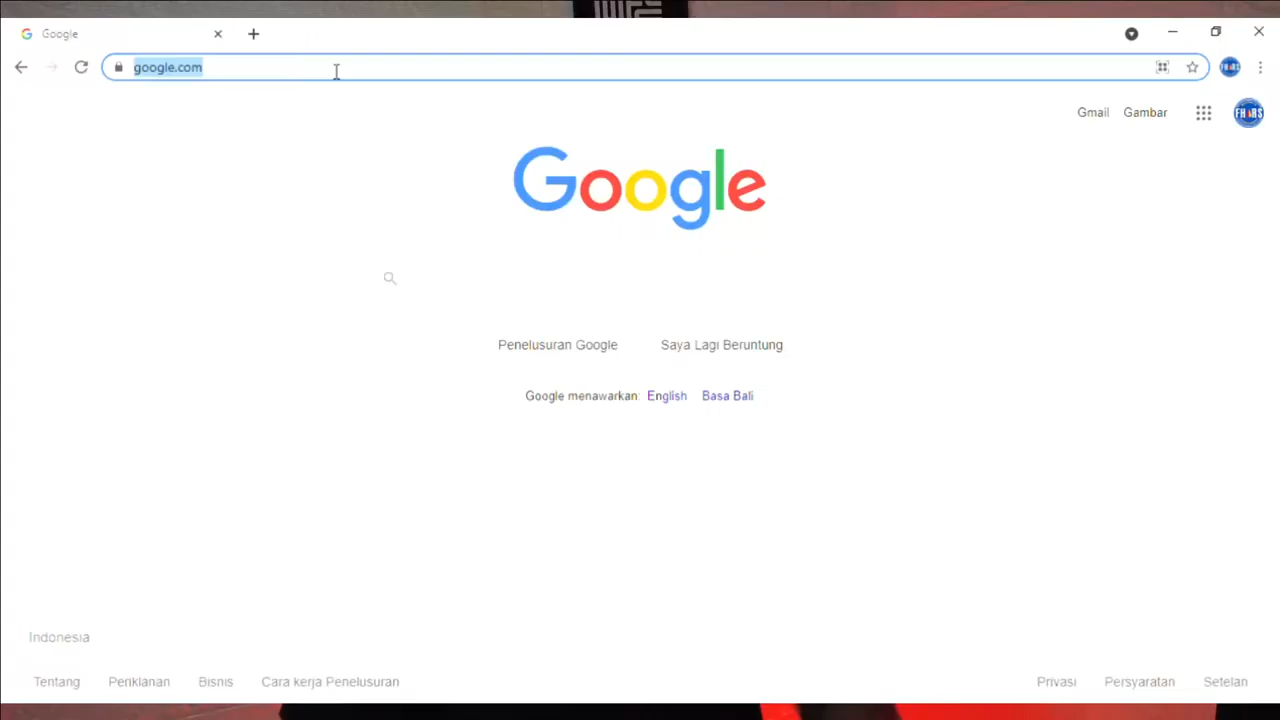 Google
google.com
Gmail Gambar
FHRS
Google
Penelusuran Google Saya Lagi Beruntung
Google menawarkan: English Basa Bali
Indonesia
Tentang Periklanan Bisnis Cara kerja Penelusuran
Privasi Persyaratan Setelan